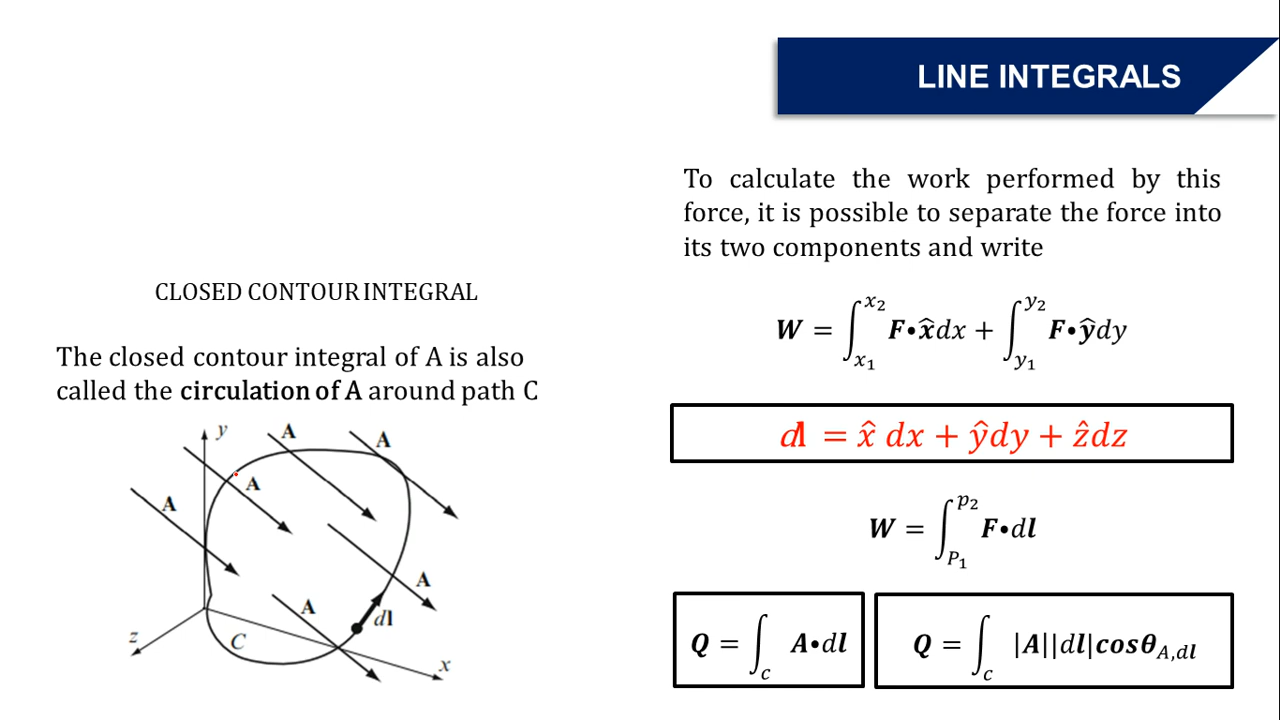 LINE INTEGRALS
CLOSED CONTOUR INTEGRAL
The closed contour integral of A is also
called the circulation of A around path C
y
A
A
A
A
A
A
dl
C
z
x
To calculate the work performed by this
force, it is possible to separate the force into
its two components and write
W = ∫_{x₁}^{x₂} F•x̂dx + ∫_{y₁}^{y₂} F•ŷdy
dl = x̂ dx + ŷdy + ẑdz
W = ∫_{P₁}^{p₂} F•dl
Q = ∫_c A•dl
Q = ∫_c |A||dl|cosθ_{A,dl}